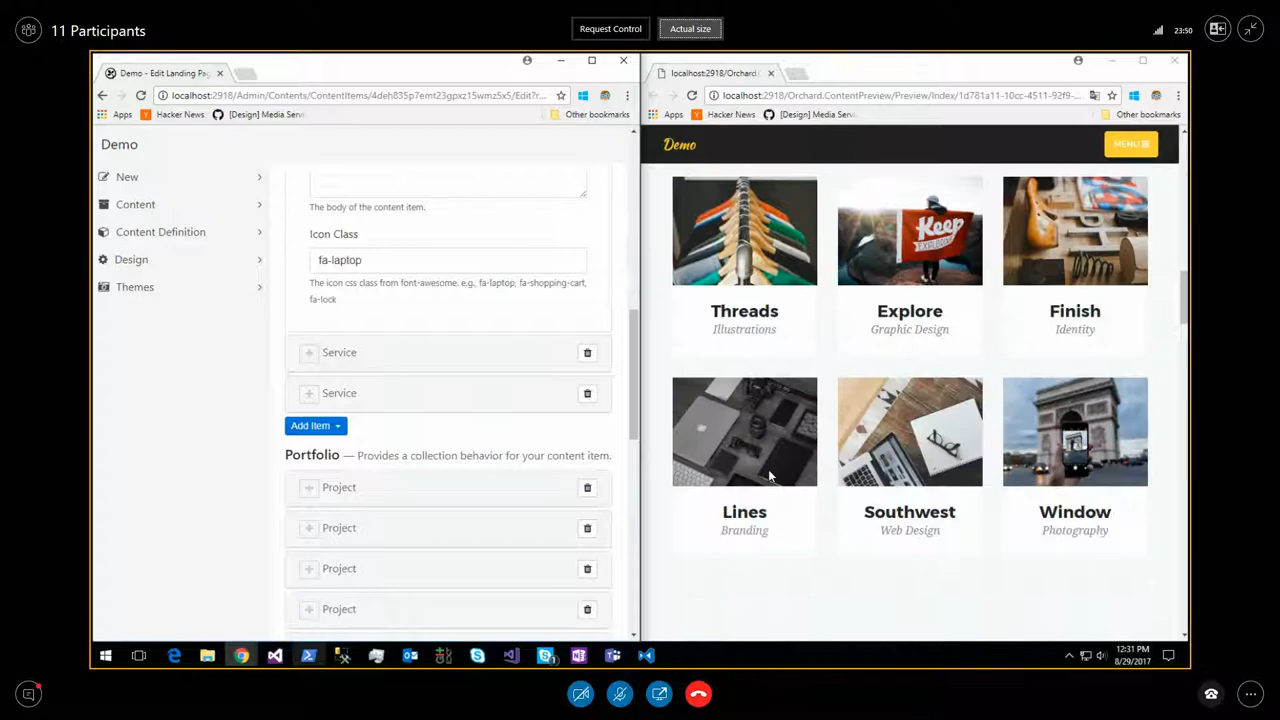 11 Participants
Request Control
Actual size
23:50
Demo - Edit Landing Pag
localhost:2918/Admin/Contents/ContentItems/4deh835p7emt23gpxz15wmz5x5/Edit?r...
Apps
Hacker News
[Design] Media Serv
Other bookmarks
Demo
New
Content
Content Definition
Design
Themes
The body of the content item.
Icon Class
fa-laptop
The icon css class from font-awesome. e.g., fa-laptop, fa-shopping-cart,
fa-lock
Service
Service
Add Item
Portfolio — Provides a collection behavior for your content item.
Project
Project
Project
Project
localhost:2918/Orchard.
localhost:2918/Orchard.ContentPreview/Preview/Index/1d781a11-10cc-4511-92f9-...
Apps
Hacker News
[Design] Media Serv
Other bookmarks
Demo
MENU
Keep
Threads
Illustrations
Explore
Graphic Design
Finish
Identity
Lines
Branding
Southwest
Web Design
Window
Photography
12:31 PM
8/29/2017